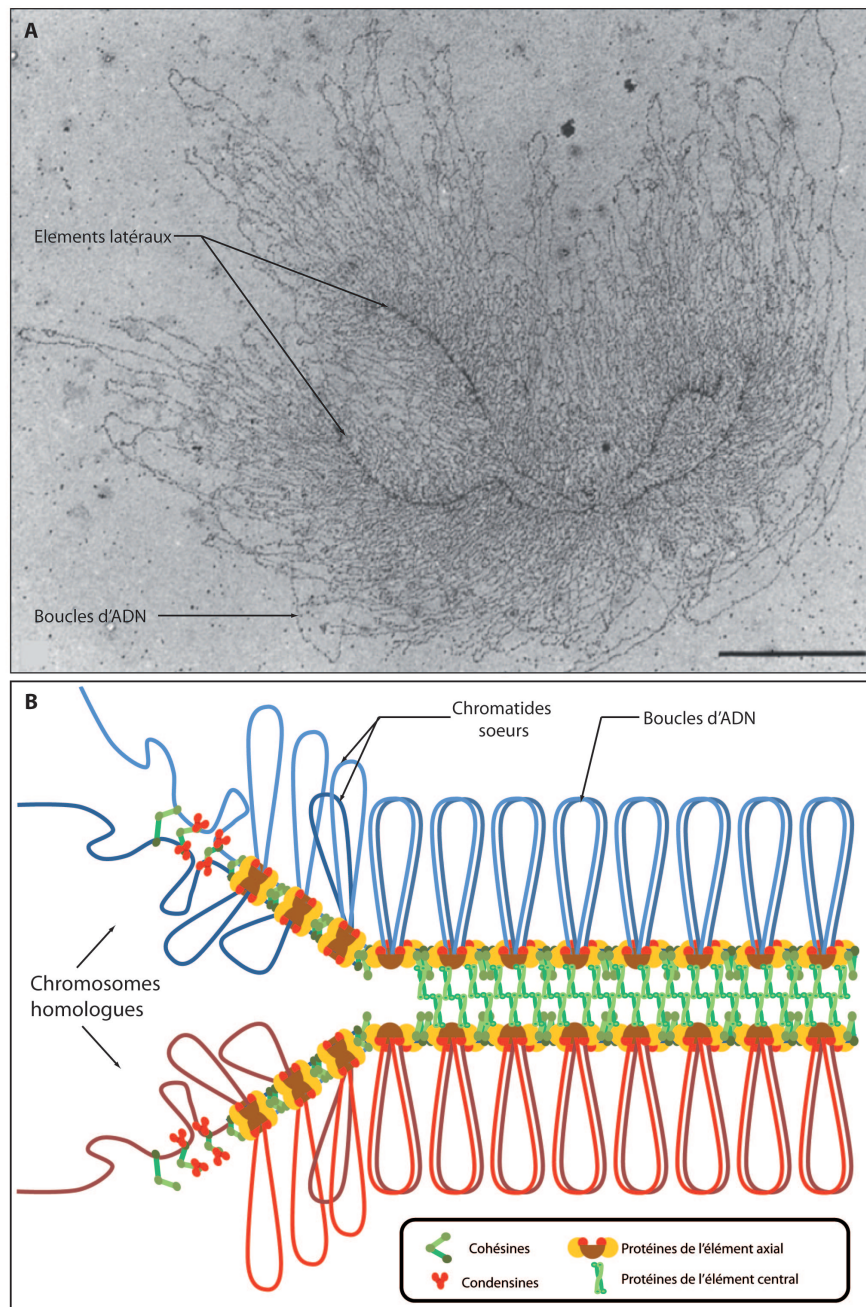 A
Elements latéraux
Boucles d'ADN
B
Chromatides
soeurs
Boucles d'ADN
Chromosomes
homologues
Cohésines
Protéines de l'élément axial
Condensines
Protéines de l'élément central